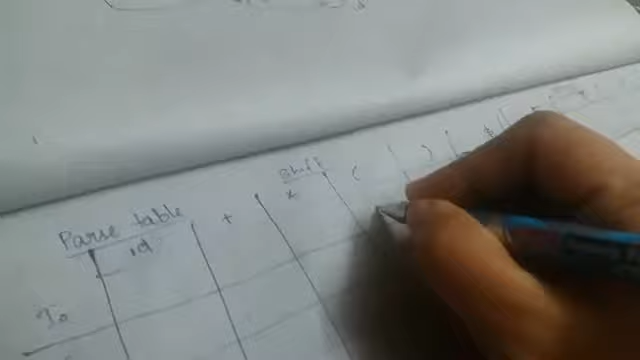 Shift
Parse table
id + * ( ) $
I₀